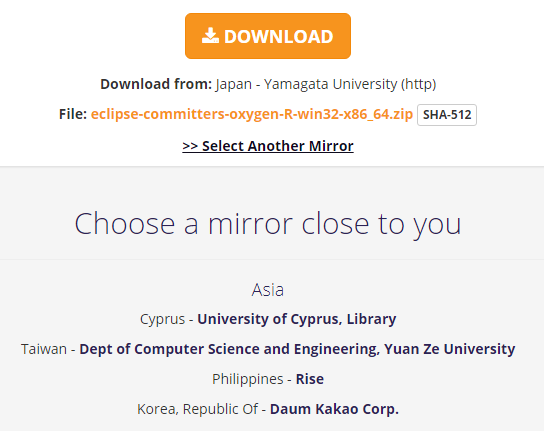 DOWNLOAD
Download from: Japan - Yamagata University (http)
File: eclipse-committers-oxygen-R-win32-x86_64.zip SHA-512
>> Select Another Mirror
Choose a mirror close to you
Asia
Cyprus - University of Cyprus, Library
Taiwan - Dept of Computer Science and Engineering, Yuan Ze University
Philippines - Rise
Korea, Republic Of - Daum Kakao Corp.